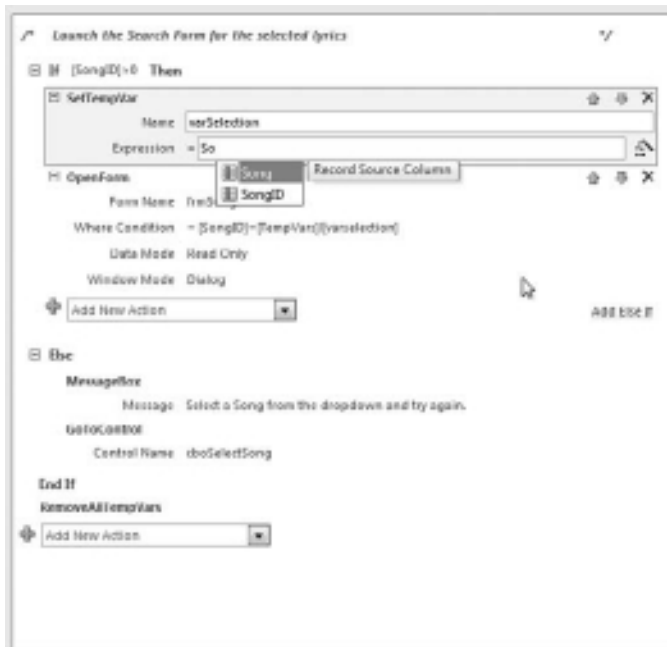 /* Launch the Search Form for the selected lyrics */
If [SongID]>0 Then
SetTempVar
Name varSelection
Expression = So
Song Record Source Column
SongID
OpenForm
Form Name
Where Condition = [SongID]=[TempVars]![varselection]
Data Mode Read Only
Window Mode Dialog
Add New Action Add Else If
Else
MessageBox
Message Select a Song from the dropdown and try again.
GoToControl
Control Name cboSelectSong
End If
RemoveAllTempVars
Add New Action